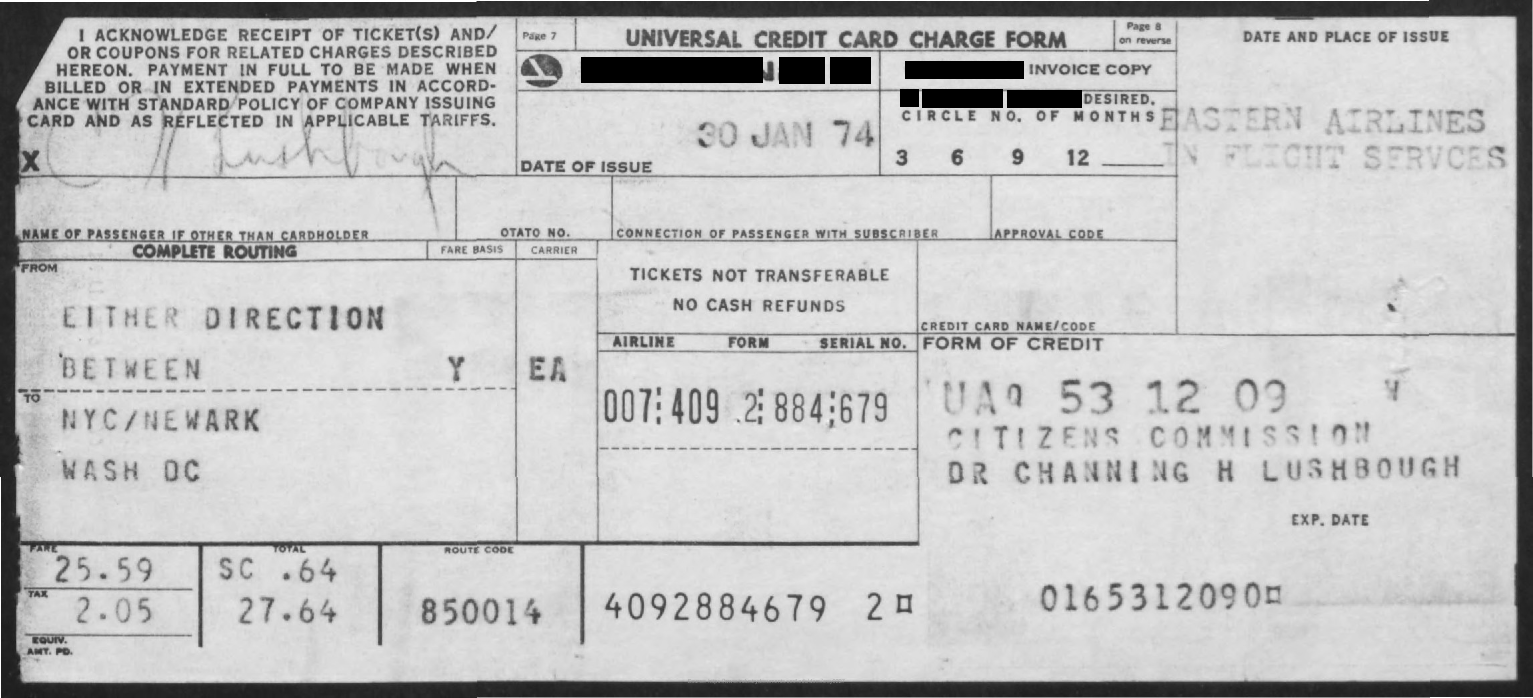 I ACKNOWLEDGE RECEIPT OF TICKET(S) AND/
OR COUPONS FOR RELATED CHARGES DESCRIBED
HEREON. PAYMENT IN FULL TO BE MADE WHEN
BILLED OR IN EXTENDED PAYMENTS IN ACCORD-
ANCE WITH STANDARD POLICY OF COMPANY ISSUING
CARD AND AS REFLECTED IN APPLICABLE TARIFFS.
X C H Lushbough
Page 7
UNIVERSAL CREDIT CARD CHARGE FORM
Page 8
on reverse
INVOICE COPY
DESIRED,
CIRCLE NO. OF MONTHS
3 6 9 12
30 JAN 74
DATE OF ISSUE
DATE AND PLACE OF ISSUE
EASTERN AIRLINES
IN FLIGHT SERVCES
NAME OF PASSENGER IF OTHER THAN CARDHOLDER
OTATO NO.
CONNECTION OF PASSENGER WITH SUBSCRIBER
APPROVAL CODE
COMPLETE ROUTING
FARE BASIS
CARRIER
FROM
EITHER DIRECTION
BETWEEN Y EA
TO
NYC/NEWARK
WASH DC
TICKETS NOT TRANSFERABLE
NO CASH REFUNDS
AIRLINE FORM SERIAL NO.
007 409 2 884 679
CREDIT CARD NAME/CODE
FORM OF CREDIT
53 12 09
CITIZENS COMMISSION
DR CHANNING H LUSHBOUGH
EXP. DATE
FARE
25.59
TAX
2.05
EQUIV.
AMT. PD.
TOTAL
SC .64
27.64
ROUTE CODE
850014
4092884679 2¤
0165312090¤